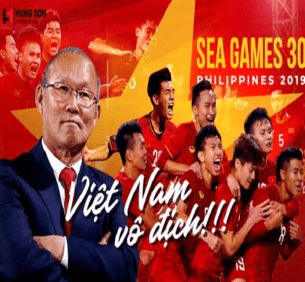 HUNG SON
SEA GAMES 30
PHILIPPINES 2019
Việt Nam
vô địch!!!